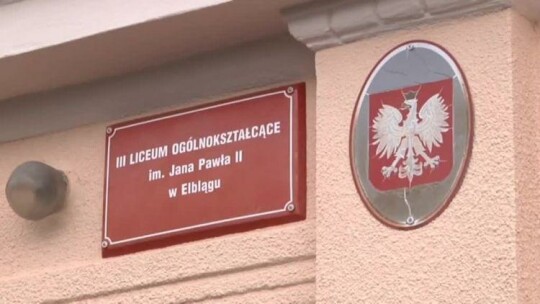 III LICEUM OGÓLNOKSZTAŁCĄCE
im. Jana Pawła II
w Elblągu